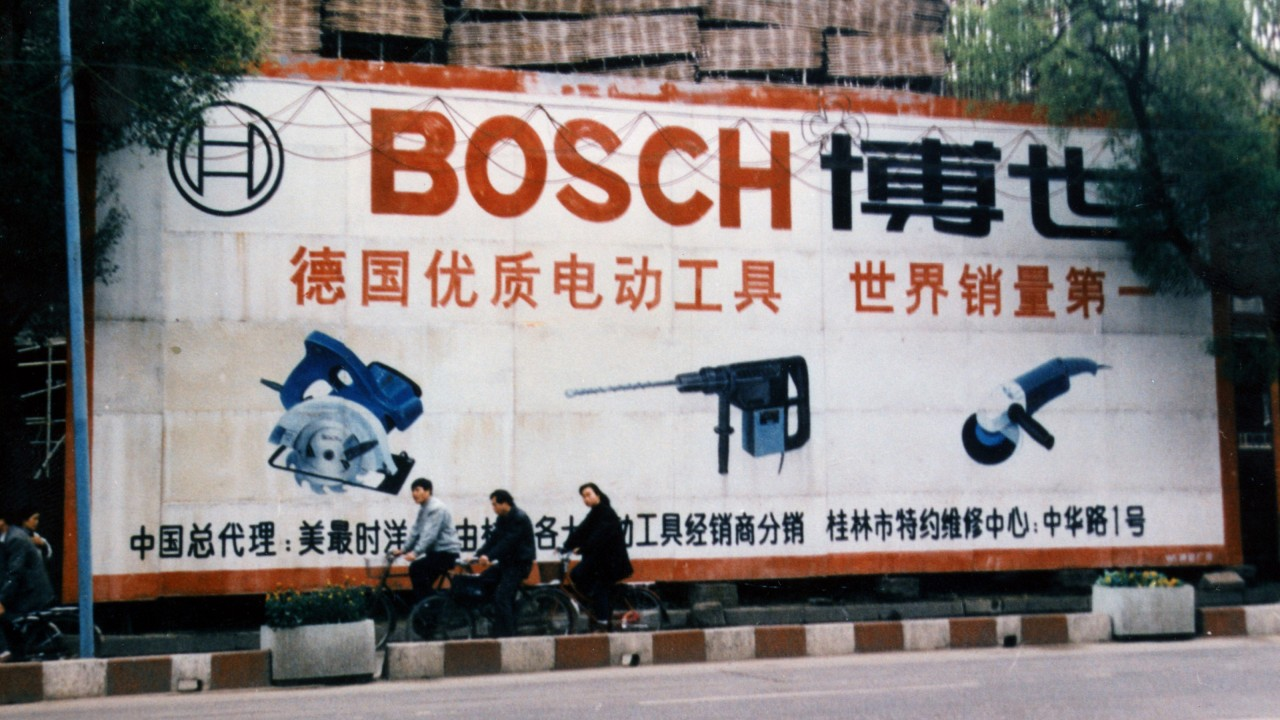 BOSCH 博世
德国优质电动工具 世界销量第一
BOSCH
中国总代理:美最时洋 由 各 动工具经销商分销 桂林市特约维修中心:中华路1号